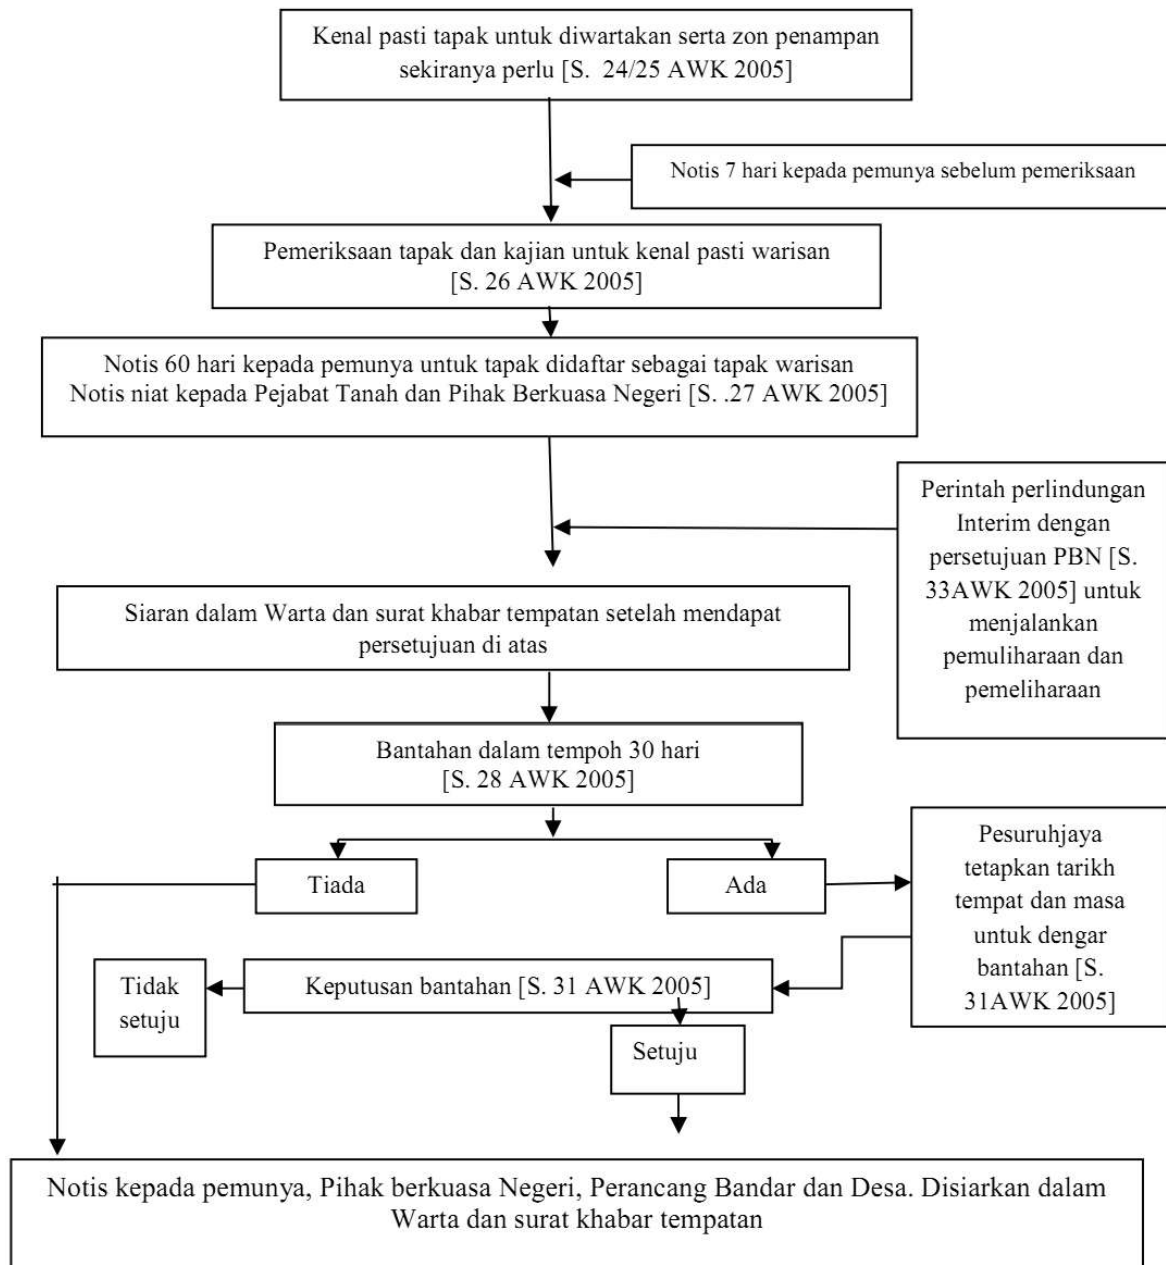 Kenal pasti tapak untuk diwartakan serta zon penampan
sekiranya perlu [S.  24/25 AWK 2005]
Notis 7 hari kepada pemunya sebelum pemeriksaan
Pemeriksaan tapak dan kajian untuk kenal pasti warisan
[S. 26 AWK 2005]
Notis 60 hari kepada pemunya untuk tapak didaftar sebagai tapak warisan
Notis niat kepada Pejabat Tanah dan Pihak Berkuasa Negeri [S. .27 AWK 2005]
Perintah perlindungan
Interim dengan
persetujuan PBN [S.
33AWK 2005] untuk
menjalankan
pemuliharaan dan
pemeliharaan
Siaran dalam Warta dan surat khabar tempatan setelah mendapat
persetujuan di atas
Bantahan dalam tempoh 30 hari
[S. 28 AWK 2005]
Tiada
Ada
Pesuruhjaya
tetapkan tarikh
tempat dan masa
untuk dengar
bantahan [S.
31AWK 2005]
Tidak
setuju
Keputusan bantahan [S. 31 AWK 2005]
Setuju
Notis kepada pemunya, Pihak berkuasa Negeri, Perancang Bandar dan Desa. Disiarkan dalam
Warta dan surat khabar tempatan